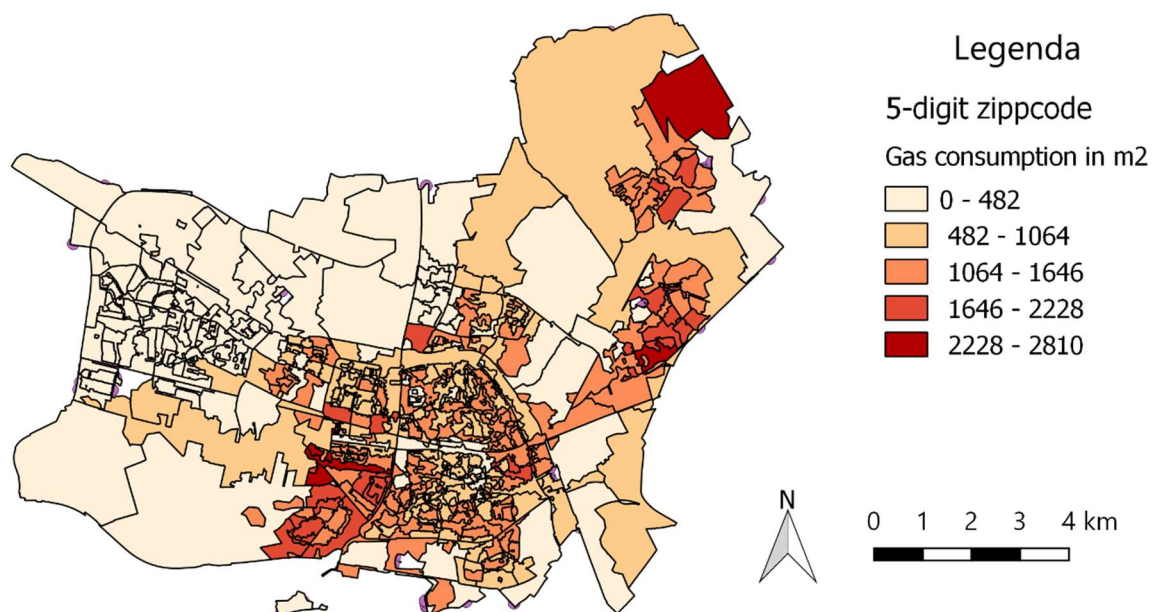 Legenda
5-digit zippcode
Gas consumption in m2
0 - 482
482 - 1064
1064 - 1646
1646 - 2228
2228 - 2810
N
0 1 2 3 4 km